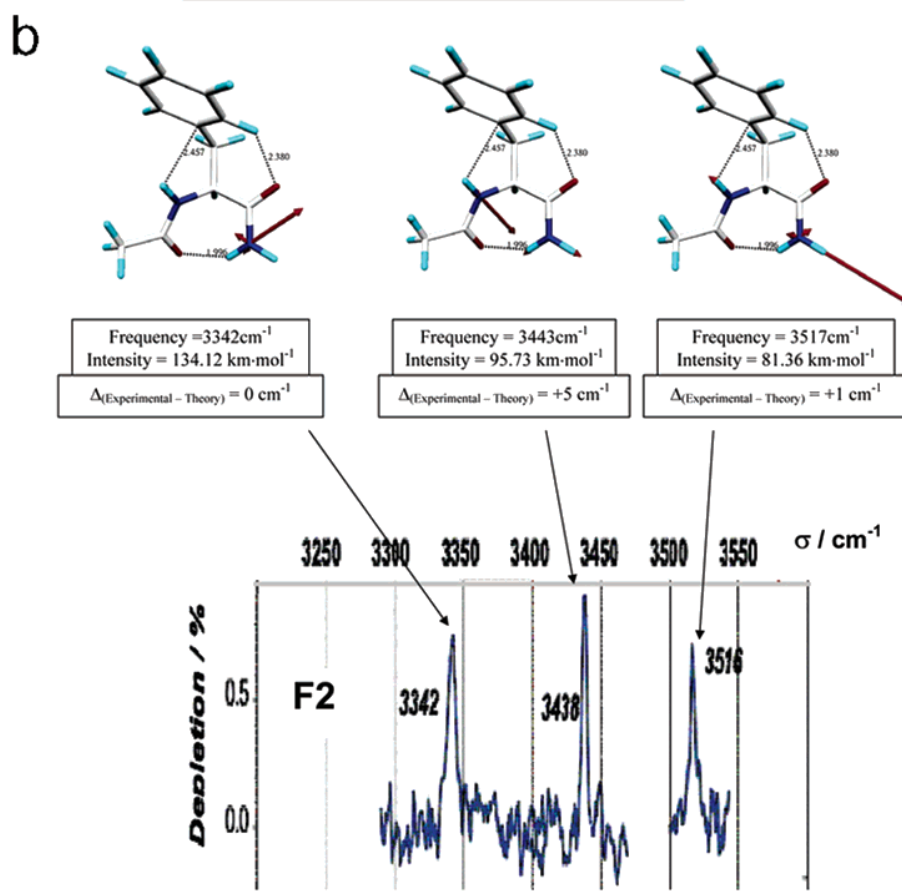 b
2.457 2.380 1.996
2.457 2.380 1.996
2.457 2.380 1.996
Frequency =3342cm⁻¹
Intensity = 134.12 km·mol⁻¹
Δ(Experimental – Theory) = 0 cm⁻¹
Frequency =3443cm⁻¹
Intensity = 95.73 km·mol⁻¹
Δ(Experimental – Theory) = +5 cm⁻¹
Frequency =3517cm⁻¹
Intensity = 81.36 km·mol⁻¹
Δ(Experimental – Theory) = +1 cm⁻¹
3250 3300 3350 3400 3450 3500 3550 σ / cm⁻¹
Depletion / %
0.5
0.0
F2
3342
3438
3516